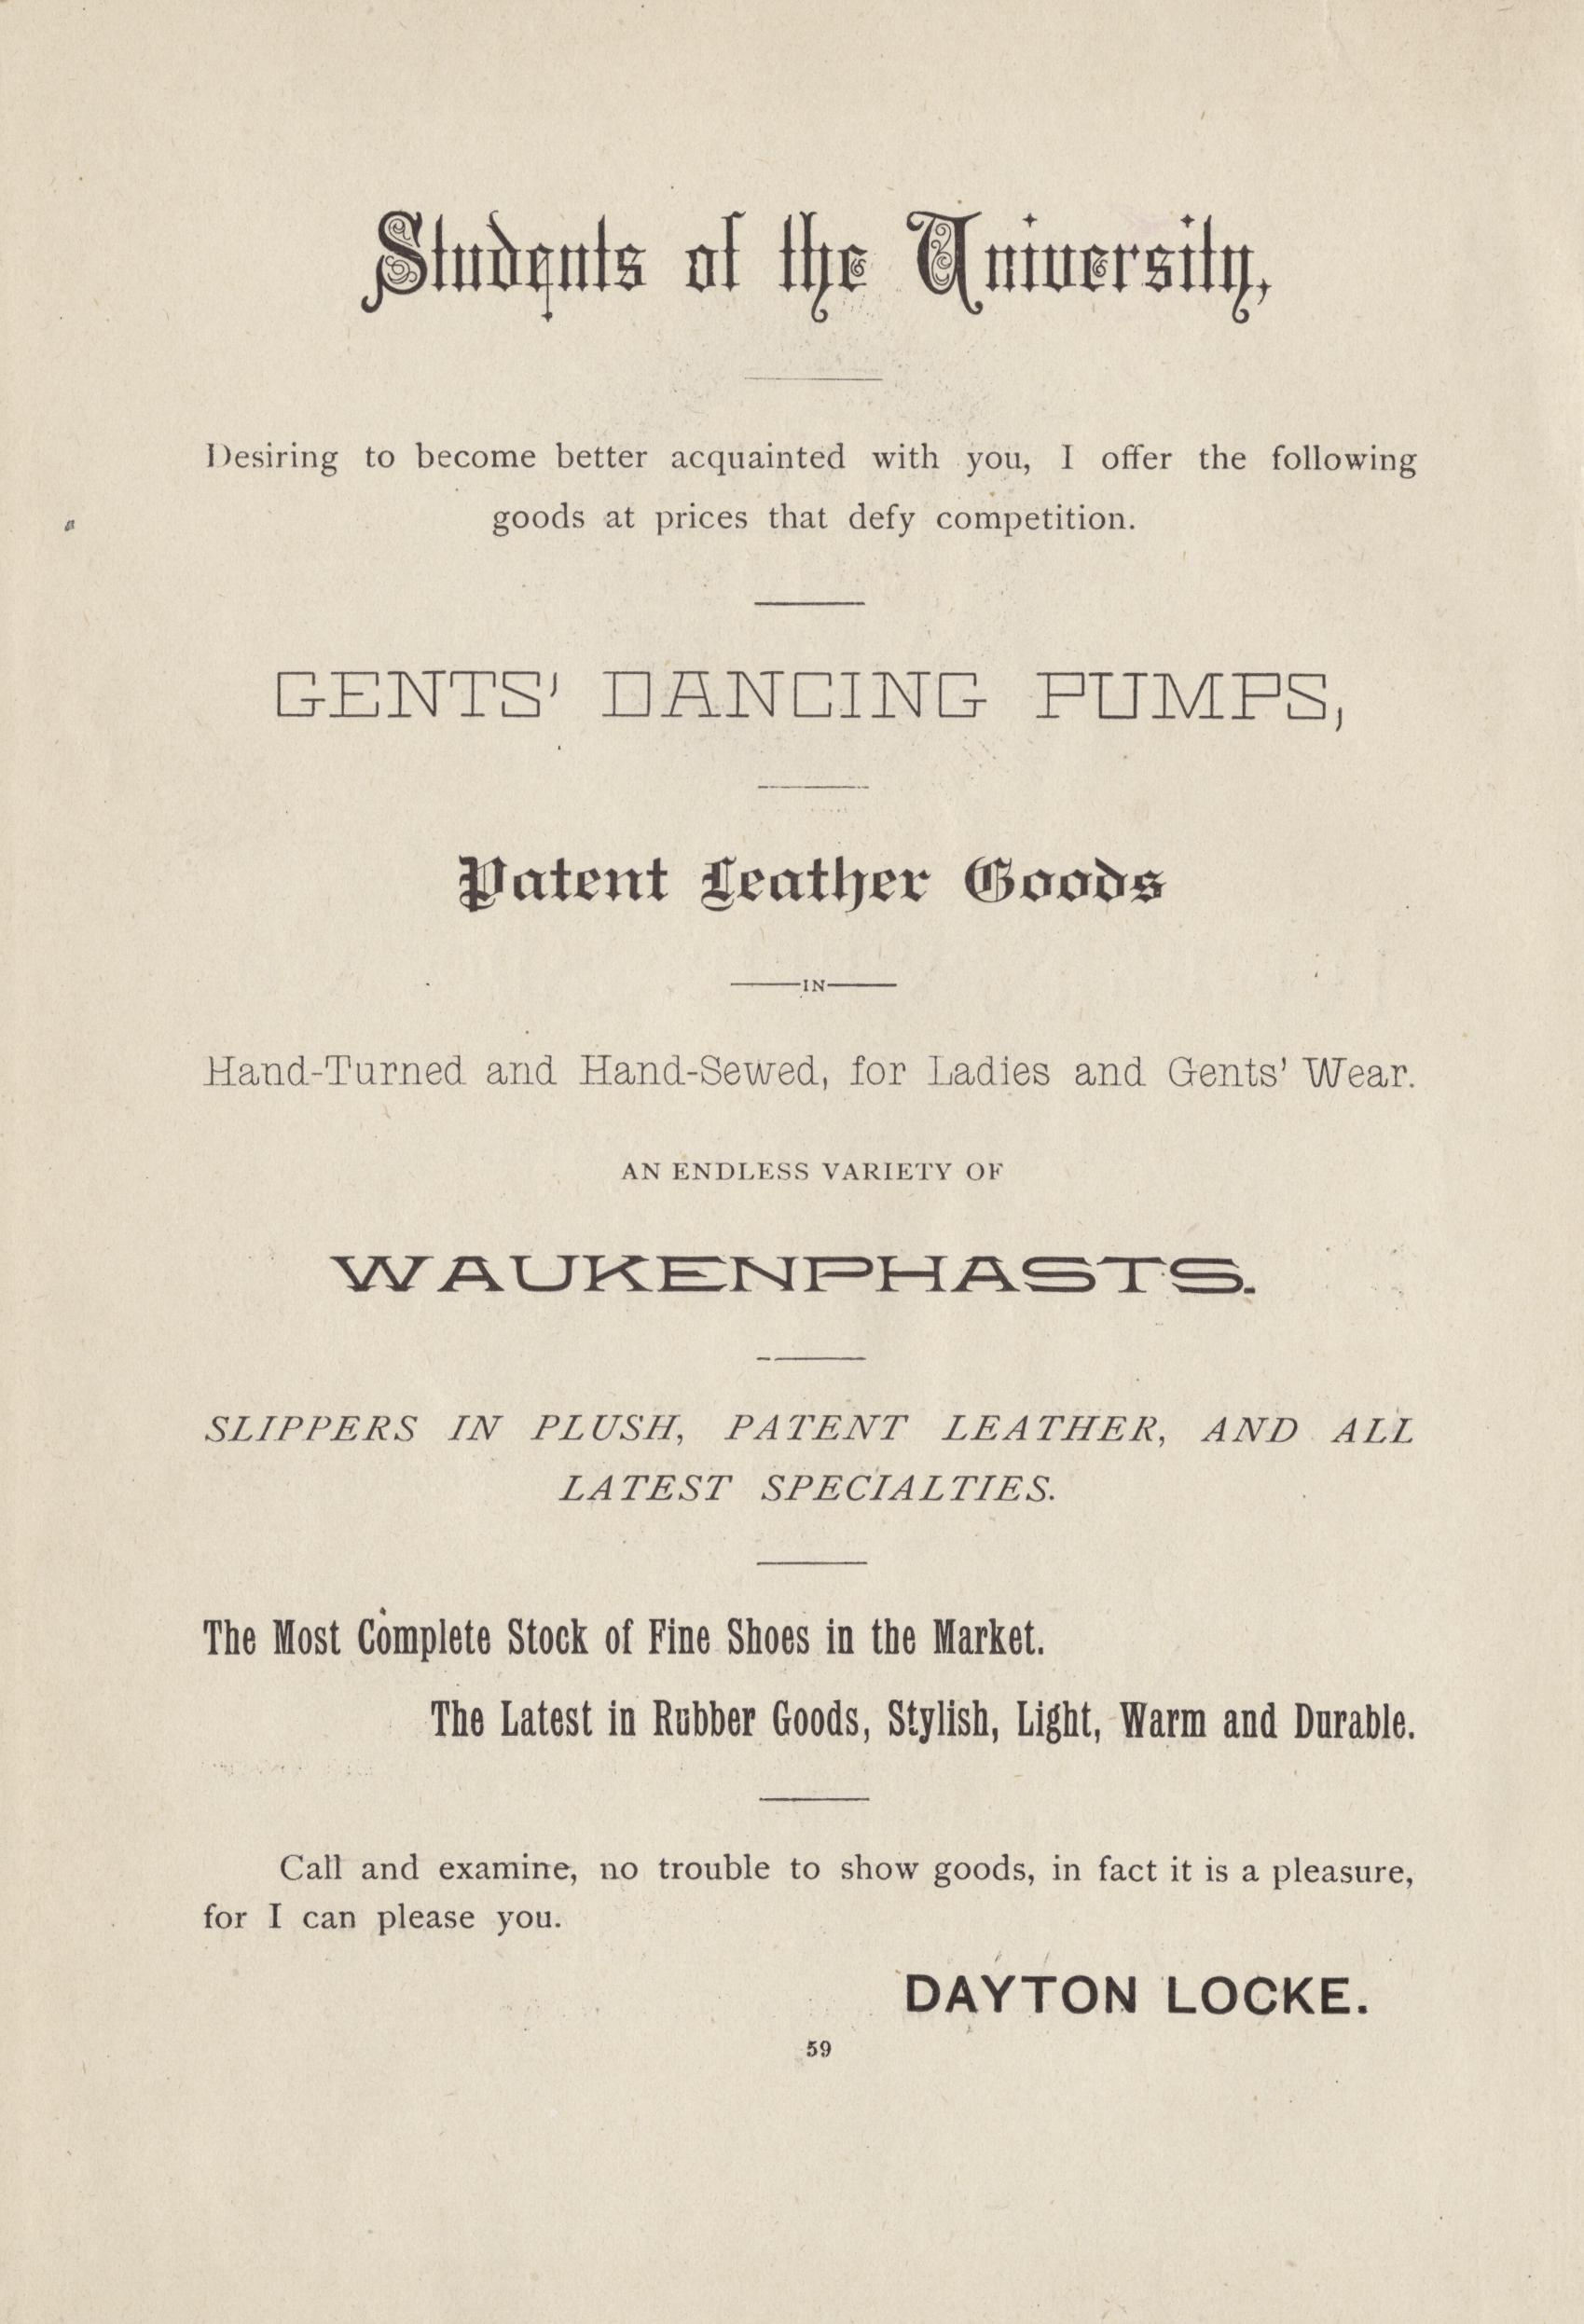 Students of the University,
Desiring to become better acquainted with you, I offer the following
goods at prices that defy competition.
GENTS' DANCING PUMPS,
Patent Leather Goods
IN
Hand-Turned and Hand-Sewed, for Ladies and Gents' Wear.
AN ENDLESS VARIETY OF
WAUKENPHASTS.
SLIPPERS IN PLUSH, PATENT LEATHER, AND ALL
LATEST SPECIALTIES.
The Most Complete Stock of Fine Shoes in the Market.
The Latest in Rubber Goods, Stylish, Light, Warm and Durable.
Call and examine, no trouble to show goods, in fact it is a pleasure,
for I can please you.
DAYTON LOCKE.
59